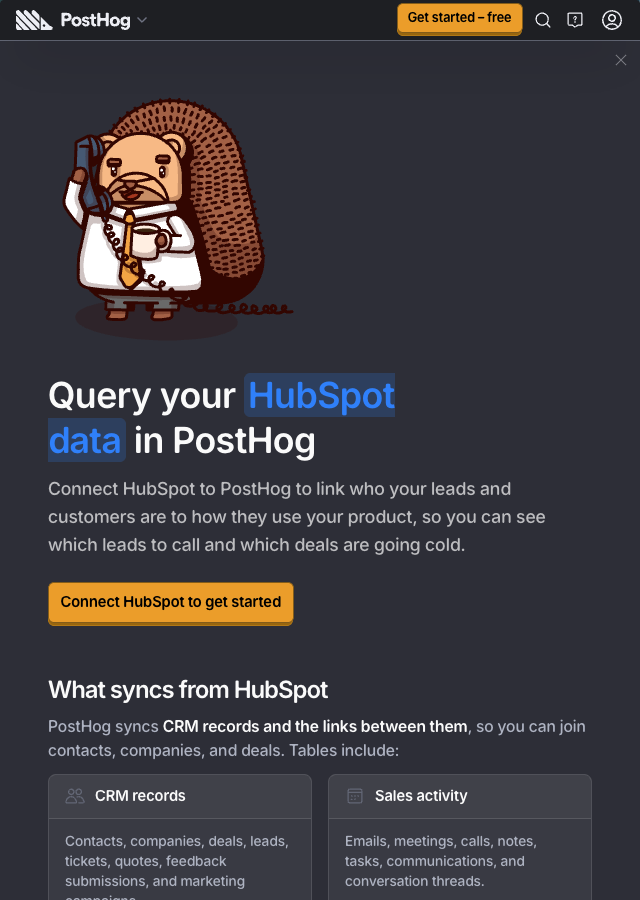 PostHog
Get started – free
Query your HubSpot
data in PostHog
Connect HubSpot to PostHog to link who your leads and
customers are to how they use your product, so you can see
which leads to call and which deals are going cold.
Connect HubSpot to get started
What syncs from HubSpot
PostHog syncs CRM records and the links between them, so you can join
contacts, companies, and deals. Tables include:
CRM records
Contacts, companies, deals, leads,
tickets, quotes, feedback
submissions, and marketing
campaigns.
Sales activity
Emails, meetings, calls, notes,
tasks, communications, and
conversation threads.